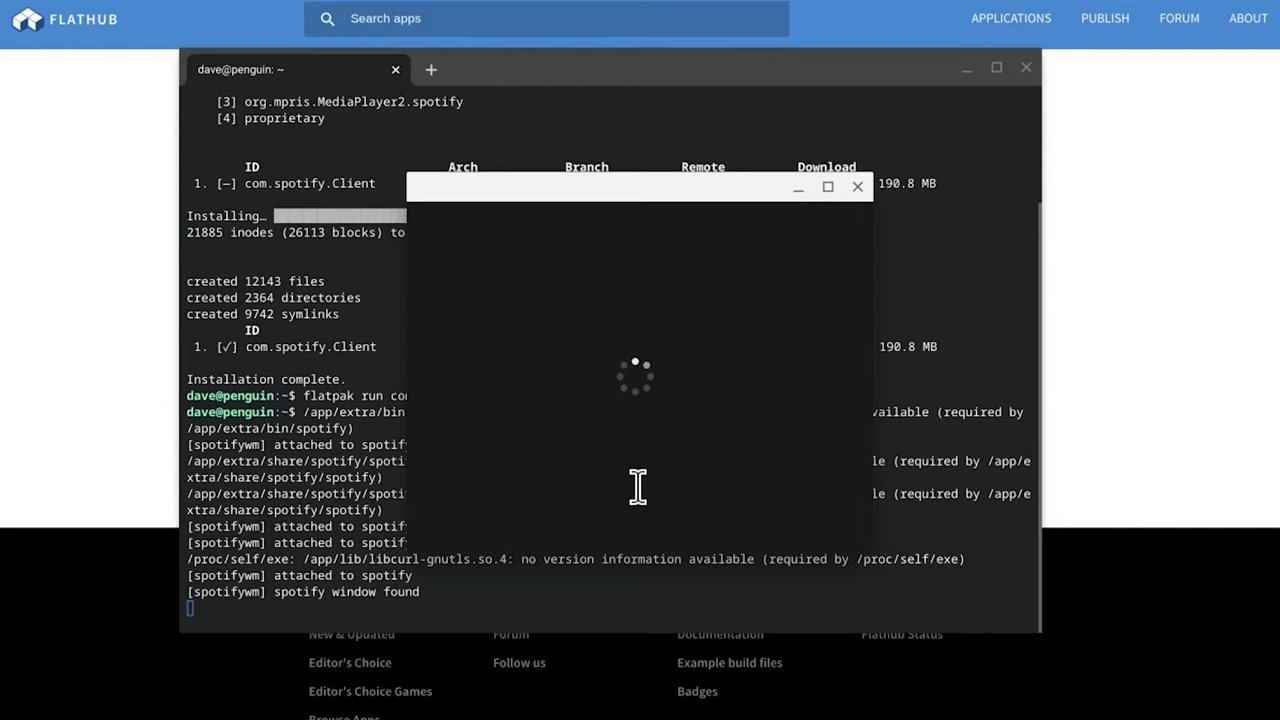 FLATHUB
Search apps
APPLICATIONS PUBLISH FORUM ABOUT
dave@penguin: ~
[3] org.mpris.MediaPlayer2.spotify
[4] proprietary
ID Arch Branch Remote Download
1. [—] com.spotify.Client 190.8 MB
Installing…
21885 inodes (26113 blocks) to
created 12143 files
created 2364 directories
created 9742 symlinks
ID
1. [✓] com.spotify.Client 190.8 MB
Installation complete.
dave@penguin:~$ flatpak run co
dave@penguin:~$ /app/extra/bin vailable (required by
/app/extra/bin/spotify)
[spotifywm] attached to spotif
/app/extra/share/spotify/spoti le (required by /app/e
xtra/share/spotify/spotify)
/app/extra/share/spotify/spoti le (required by /app/e
xtra/share/spotify/spotify)
[spotifywm] attached to spotif
[spotifywm] attached to spotif
/proc/self/exe: /app/lib/libcurl-gnutls.so.4: no version information available (required by /proc/self/exe)
[spotifywm] attached to spotify
[spotifywm] spotify window found
New & Updated Forum Documentation Flathub Status
Editor's Choice Follow us Example build files
Editor's Choice Games Badges
Browse Apps